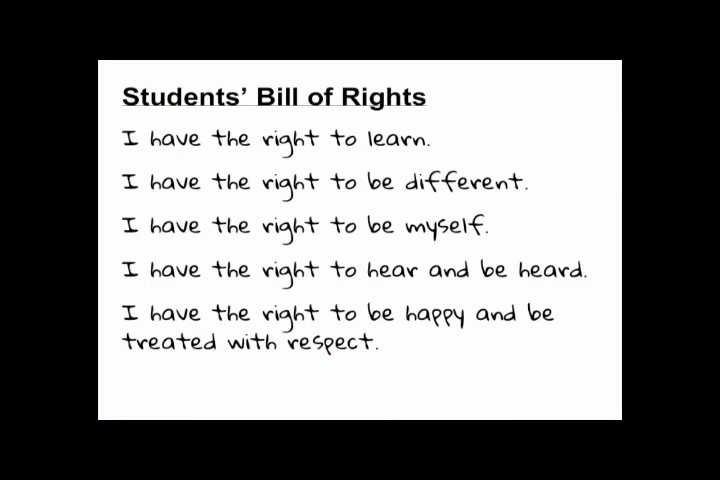 Students’ Bill of Rights
I have the right to learn.
I have the right to be different.
I have the right to be myself.
I have the right to hear and be heard.
I have the right to be happy and be
treated with respect.